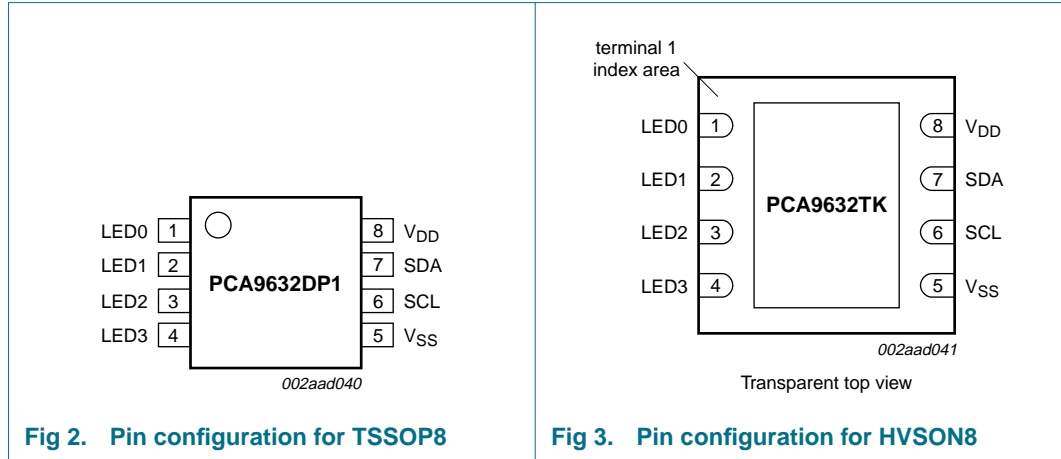 LED0 1 8 VDD
LED1 2 7 SDA
PCA9632DP1
LED2 3 6 SCL
LED3 4 5 VSS
002aad040
Fig 2. Pin configuration for TSSOP8
terminal 1
index area
LED0 1 8 VDD
LED1 2 7 SDA
PCA9632TK
LED2 3 6 SCL
LED3 4 5 VSS
002aad041
Transparent top view
Fig 3. Pin configuration for HVSON8